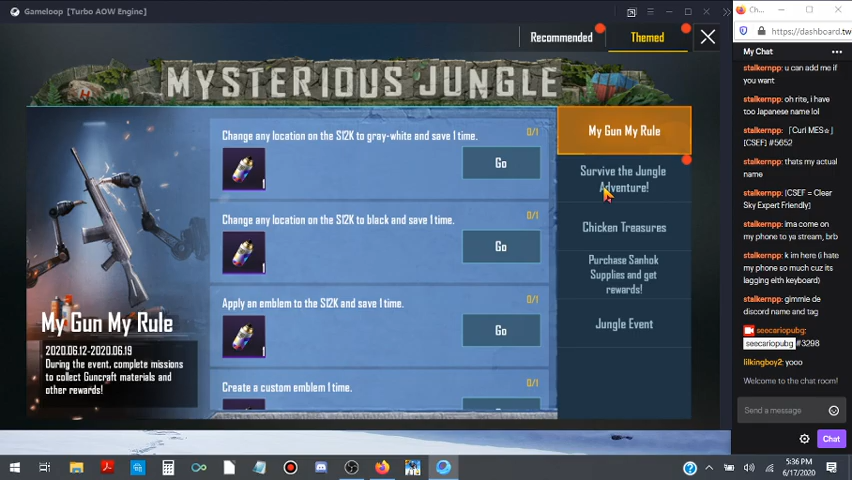 Gameloop [Turbo AOW Engine]
Recommended
Themed
MYSTERIOUS JUNGLE
Change any location on the S12K to gray-white and save 1 time.
0/1
1
Go
Change any location on the S12K to black and save 1 time.
0/1
1
Go
Apply an emblem to the S12K and save 1 time.
0/1
1
Go
Create a custom emblem 1 time.
0/1
My Gun My Rule
2020.06.12-2020.06.19
During the event, complete missions
to collect Guncraft materials and
other rewards!
My Gun My Rule
Survive the Jungle
Adventure!
Chicken Treasures
Purchase Sanhok
Supplies and get
rewards!
Jungle Event
Ch...
https://dashboard.tw
My Chat
stalkernpp: u can add me if
you want
stalkernpp: oh rite, i have
too Japanese name lol
stalkernpp: 「Curl MES☆」
[CSEF] #5652
stalkernpp: thats my actual
name
stalkernpp: [CSEF = Clear
Sky Expert Friendly]
stalkernpp: ima come on
my phone to ya stream, brb
stalkernpp: k im here (i hate
my phone so much cuz its
lagging eith keyboard)
stalkernpp: gimmie de
discord name and tag
seecariopubg:
seecariopubg #3298
lilkingboy2: yooo
Welcome to the chat room!
Send a message
Chat
5:36 PM
6/17/2020